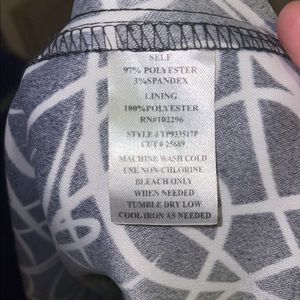 SELF
97% POLYESTER
3%SPANDEX
LINING
100%POLYESTER
RN#102296
STYLE # TP933517P
CUT # 25689
MACHINE WASH COLD
USE NON-CHLORINE
BLEACH ONLY
WHEN NEEDED
TUMBLE DRY LOW
COOL IRON AS NEEDED